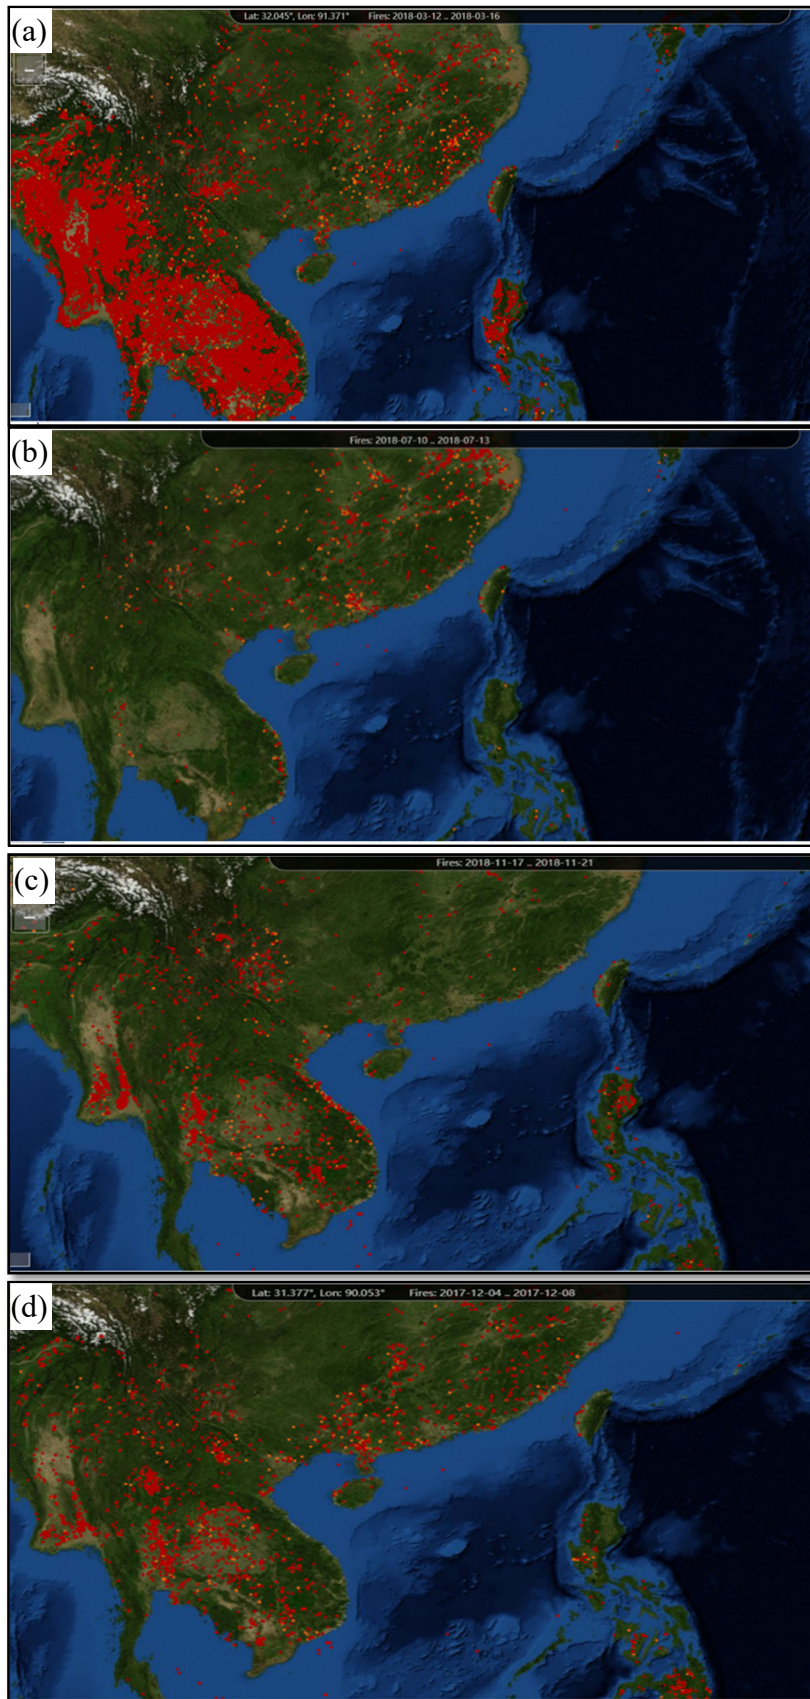 (a)
Lat: 32.045°, Lon: 91.371° Fires: 2018-03-12 .. 2018-03-16
(b)
Fires: 2018-07-10 .. 2018-07-13
(c)
Fires: 2018-11-17 .. 2018-11-21
(d)
Lat: 31.377°, Lon: 90.053° Fires: 2017-12-04 .. 2017-12-08